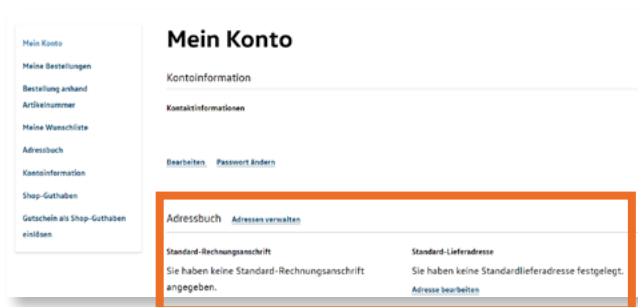 Mein Konto
Meine Bestellungen
Bestellung anhand
Artikelnummer
Meine Wunschliste
Adressbuch
Kontoinformation
Shop-Guthaben
Gutschein als Shop-Guthaben
einlösen
Mein Konto
Kontoinformation
Kontaktinformationen
Bearbeiten Passwort ändern
Adressbuch Adressen verwalten
Standard-Rechnungsanschrift
Sie haben keine Standard-Rechnungsanschrift
angegeben.
Standard-Lieferadresse
Sie haben keine Standardlieferadresse festgelegt.
Adresse bearbeiten